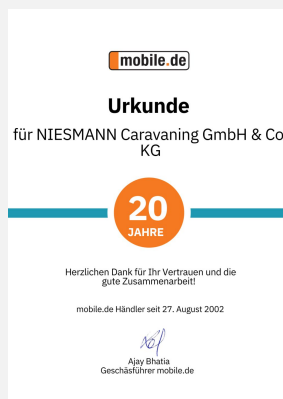 mobile.de
Urkunde
für NIESMANN Caravaning GmbH & Co
KG
20
JAHRE
Herzlichen Dank für Ihr Vertrauen und die
gute Zusammenarbeit!
mobile.de Händler seit 27. August 2002
Ajay Bhatia
Geschäsführer mobile.de